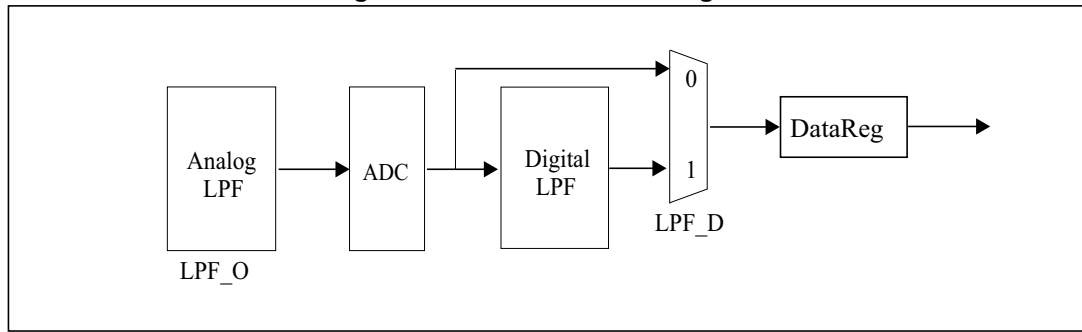 0
Analog
LPF
ADC
Digital
LPF
1
DataReg
LPF_D
LPF_O